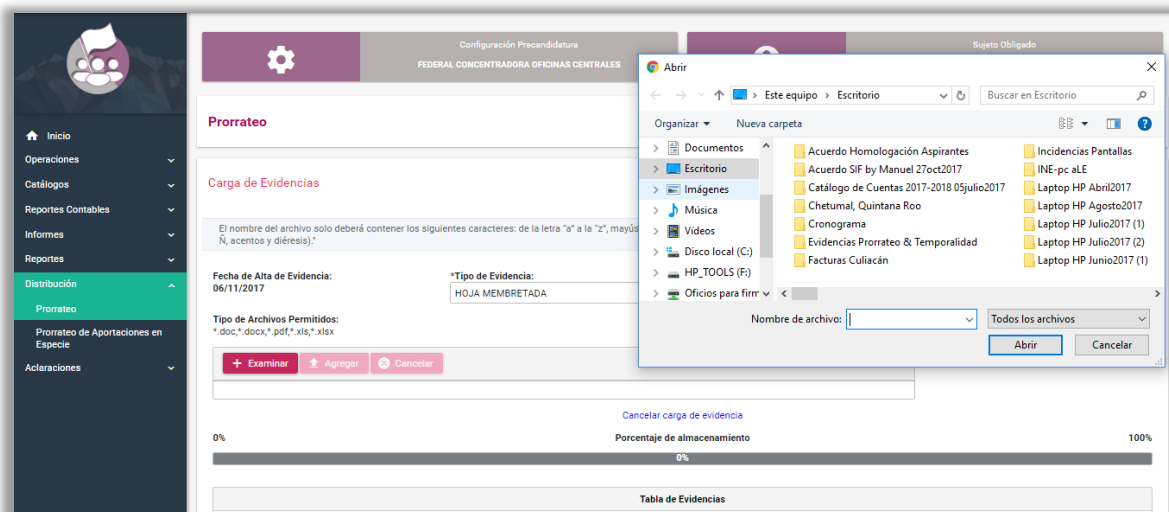 Inicio
Operaciones
Catálogos
Reportes Contables
Informes
Reportes
Distribución
Prorrateo
Prorrateo de Aportaciones en
Especie
Aclaraciones
Configuración Precandidatura
FEDERAL CONCENTRADORA OFICINAS CENTRALES
Sujeto Obligado
Prorrateo
Carga de Evidencias
El nombre del archivo solo deberá contener los siguientes caracteres: de la letra "a" a la "z", mayús
Ñ, acentos y diéresis)."
Fecha de Alta de Evidencia:
06/11/2017
*Tipo de Evidencia:
HOJA MEMBRETADA
Tipo de Archivos Permitidos:
*.doc,*.docx,*.pdf,*.xls,*.xlsx
Examinar Agregar Cancelar
Cancelar carga de evidencia
0% Porcentaje de almacenamiento 100%
0%
Tabla de Evidencias
Abrir
Este equipo > Escritorio
Buscar en Escritorio
Organizar Nueva carpeta
Documentos
Escritorio
Imágenes
Música
Vídeos
Disco local (C:)
HP_TOOLS (F:)
Oficios para firm
Acuerdo Homologación Aspirantes
Acuerdo SIF by Manuel 27oct2017
Catálogo de Cuentas 2017-2018 05julio2017
Chetumal, Quintana Roo
Cronograma
Evidencias Prorrateo & Temporalidad
Facturas Culiacán
Incidencias Pantallas
INE-pc aLE
Laptop HP Abril2017
Laptop HP Agosto2017
Laptop HP Julio2017 (1)
Laptop HP Julio2017 (2)
Laptop HP Junio2017 (1)
Nombre de archivo:
Todos los archivos
Abrir Cancelar